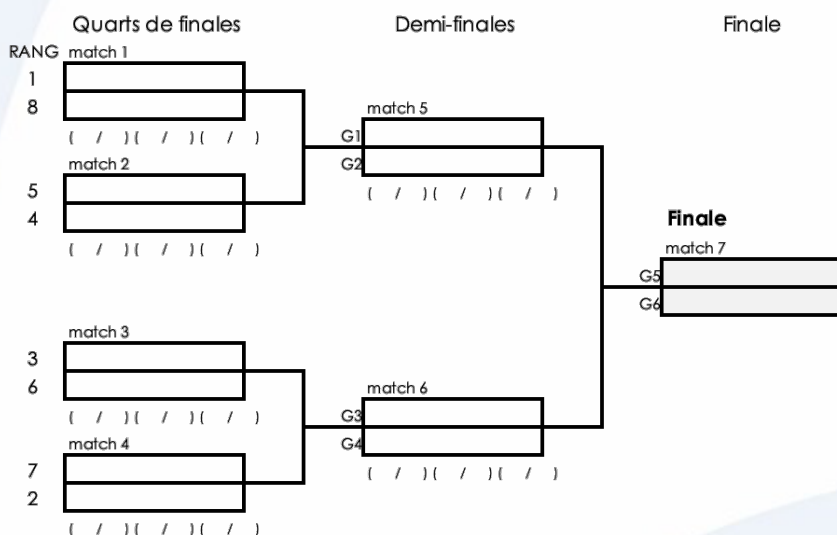 Quarts de finales
Demi-finales
Finale
RANG
match 1
1
8
( / )( / )( / )
match 2
5
4
( / )( / )( / )
match 3
3
6
( / )( / )( / )
match 4
7
2
( / )( / )( / )
match 5
G1
G2
( / )( / )( / )
match 6
G3
G4
( / )( / )( / )
Finale
match 7
G5
G6